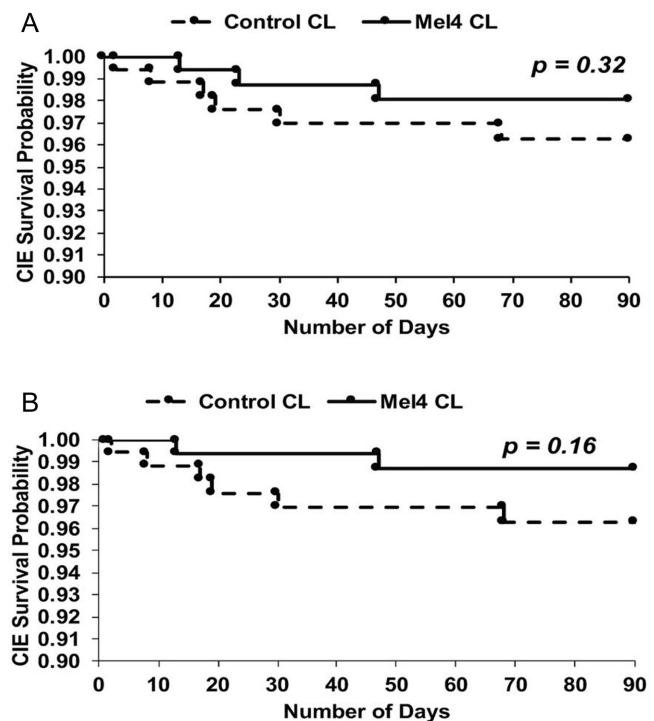 A
Control CL Mel4 CL
p = 0.32
CIE Survival Probability
1.00
0.99
0.98
0.97
0.96
0.95
0.94
0.93
0.92
0.91
0.90
0 10 20 30 40 50 60 70 80 90
Number of Days
B
Control CL Mel4 CL
p = 0.16
CIE Survival Probability
1.00
0.99
0.98
0.97
0.96
0.95
0.94
0.93
0.92
0.91
0.90
0 10 20 30 40 50 60 70 80 90
Number of Days